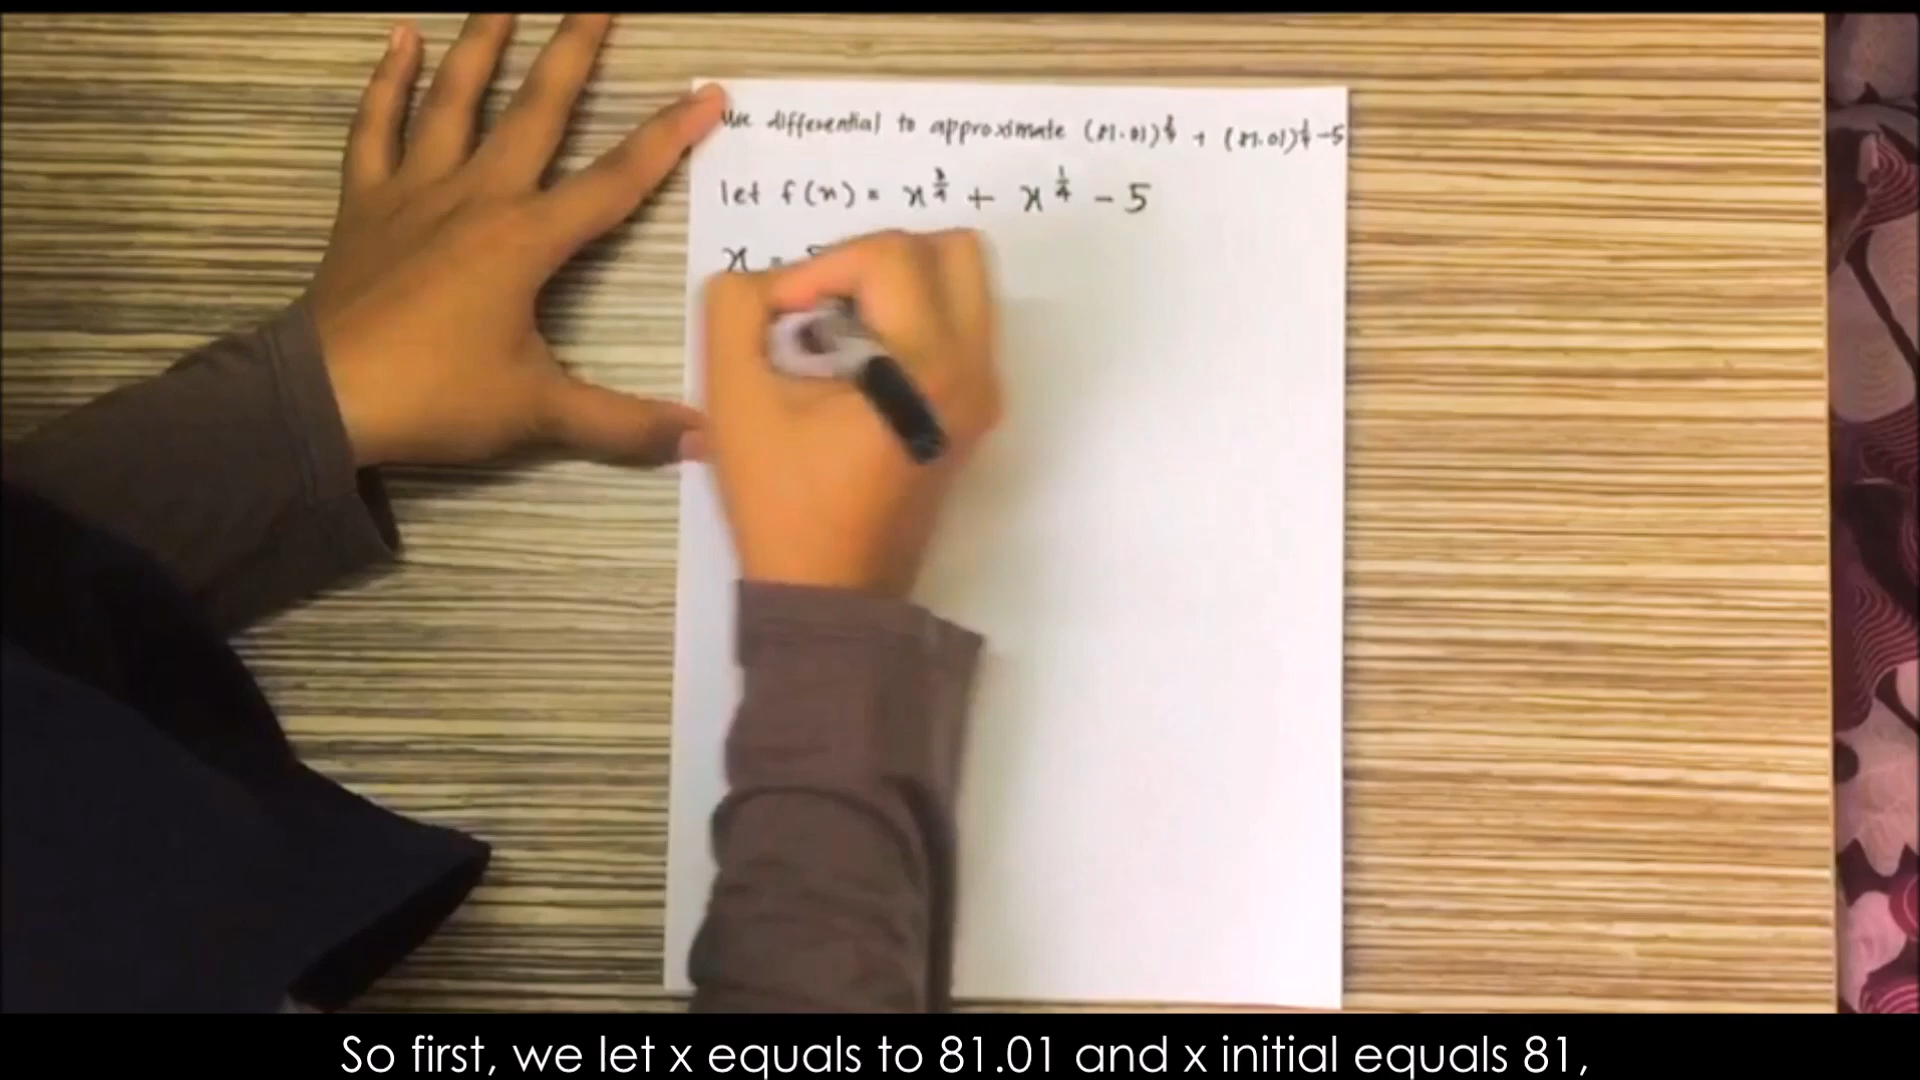 Use differential to approximate (81.01)^¾ + (81.01)^¼ -5
let f(x) = x^¾ + x^¼ - 5
x =
So first, we let x equals to 81.01 and x initial equals 81,